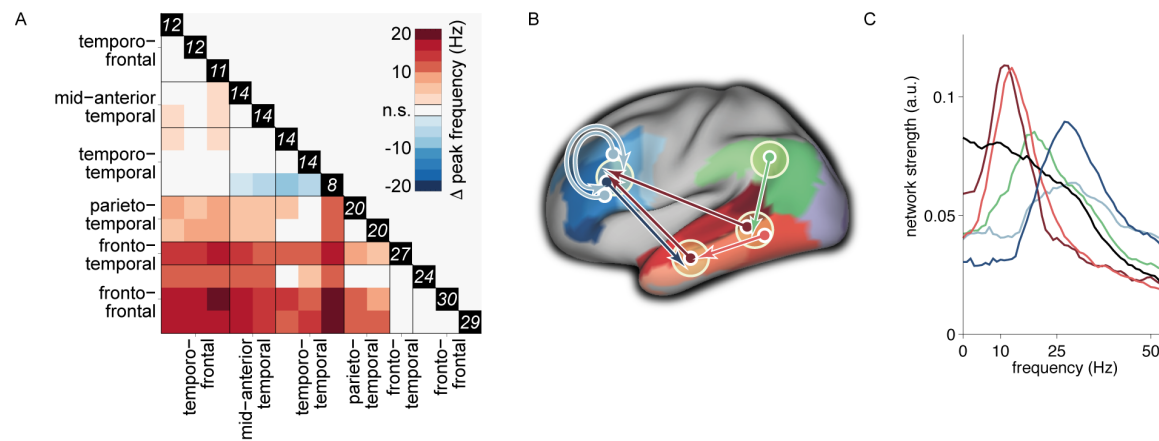 A
B
C
temporo-
frontal
mid-anterior
temporal
temporo-
temporal
parieto-
temporal
fronto-
temporal
fronto-
frontal
12
12
11
14
14
14
14
8
20
20
27
24
30
29
20
10
n.s.
-10
-20
Δ peak frequency (Hz)
temporo-
frontal
mid-anterior
temporal
temporo-
temporal
parieto-
temporal
fronto-
temporal
fronto-
frontal
network strength (a.u.)
0.1
0.05
0
0
10
25
50
frequency (Hz)